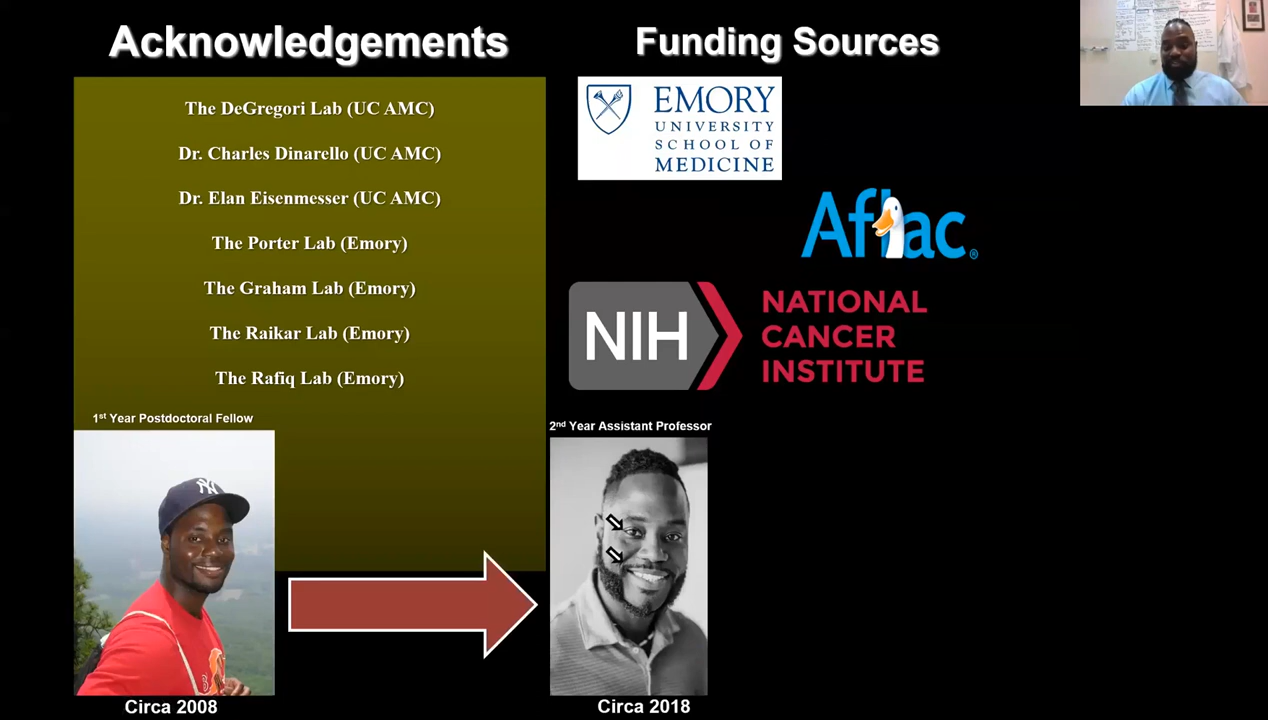 Acknowledgements
The DeGregori Lab (UC AMC)
Dr. Charles Dinarello (UC AMC)
Dr. Elan Eisenmesser (UC AMC)
The Porter Lab (Emory)
The Graham Lab (Emory)
The Raikar Lab (Emory)
The Rafiq Lab (Emory)
1st Year Postdoctoral Fellow
NY
Circa 2008
Funding Sources
EMORY
UNIVERSITY
SCHOOL OF
MEDICINE
Aflac®
NIH
NATIONAL
CANCER
INSTITUTE
2nd Year Assistant Professor
Circa 2018